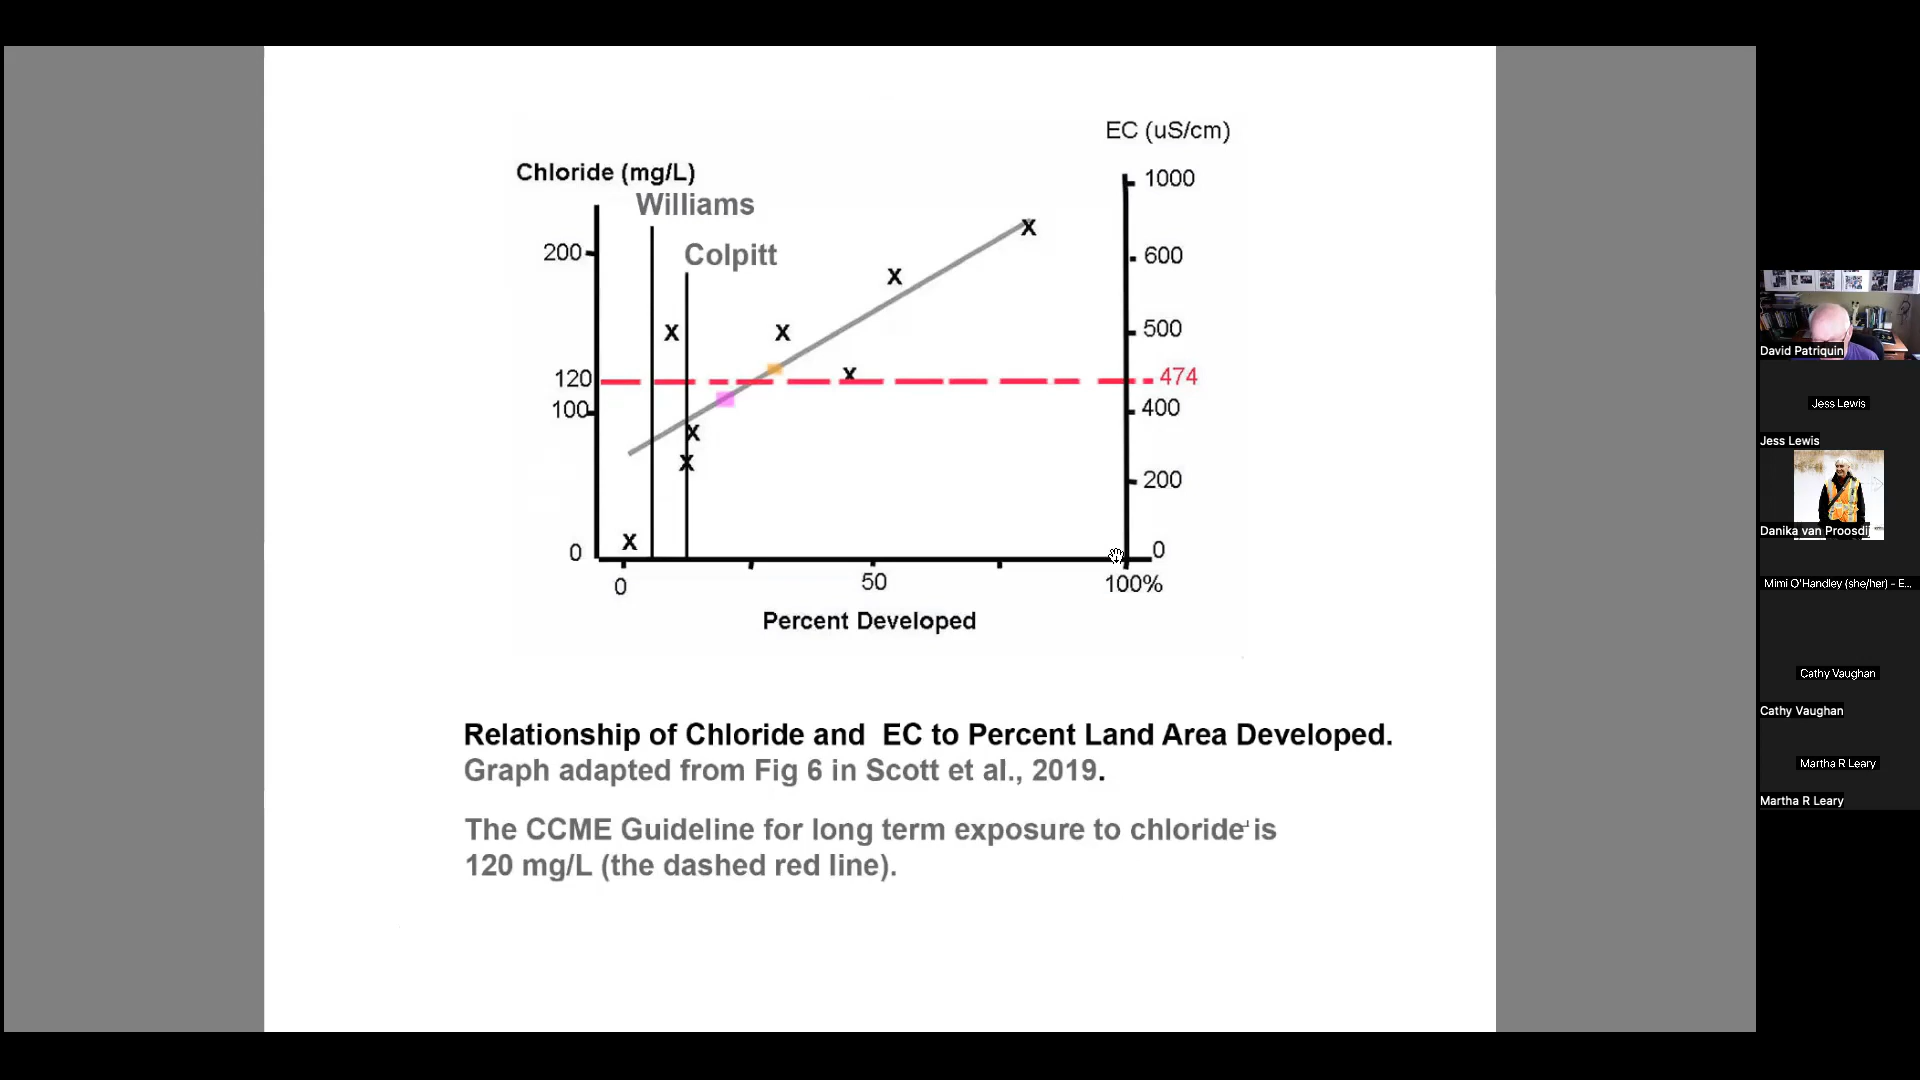 EC (uS/cm)
Chloride (mg/L)
1000
Williams
200
Colpitt
600
X
X
X
X
500
120
X
474
100
400
X
X
200
X
0
0
0
50
100%
Percent Developed
Relationship of Chloride and EC to Percent Land Area Developed.
Graph adapted from Fig 6 in Scott et al., 2019.
The CCME Guideline for long term exposure to chloride is
120 mg/L (the dashed red line).
David Patriquin
Jess Lewis
Jess Lewis
Danika van Proosdij
Mimi O'Handley (she/her) - E...
Cathy Vaughan
Cathy Vaughan
Martha R Leary
Martha R Leary